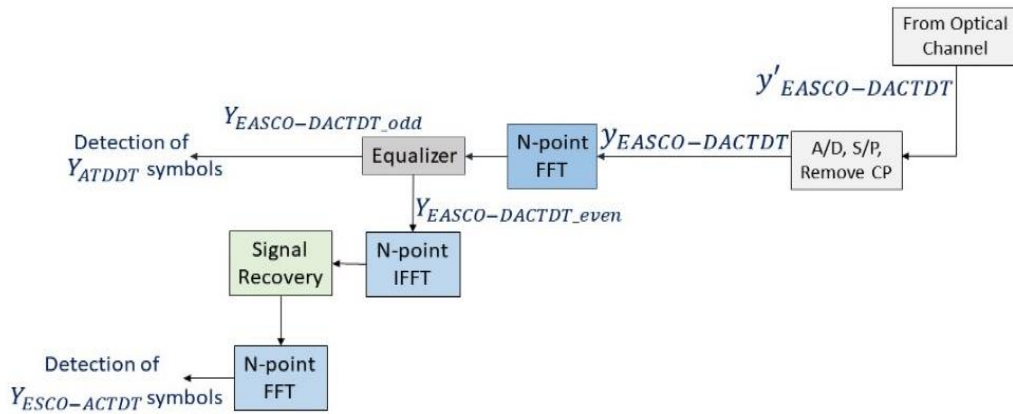 From Optical
Channel
y'EASCO−DACTDT
YEASCO−DACTDT_odd
Detection of
YATDDT symbols
Equalizer
N-point
FFT
yEASCO−DACTDT
A/D, S/P,
Remove CP
YEASCO−DACTDT_even
Signal
Recovery
N-point
IFFT
Detection of
YESCO−ACTDT symbols
N-point
FFT